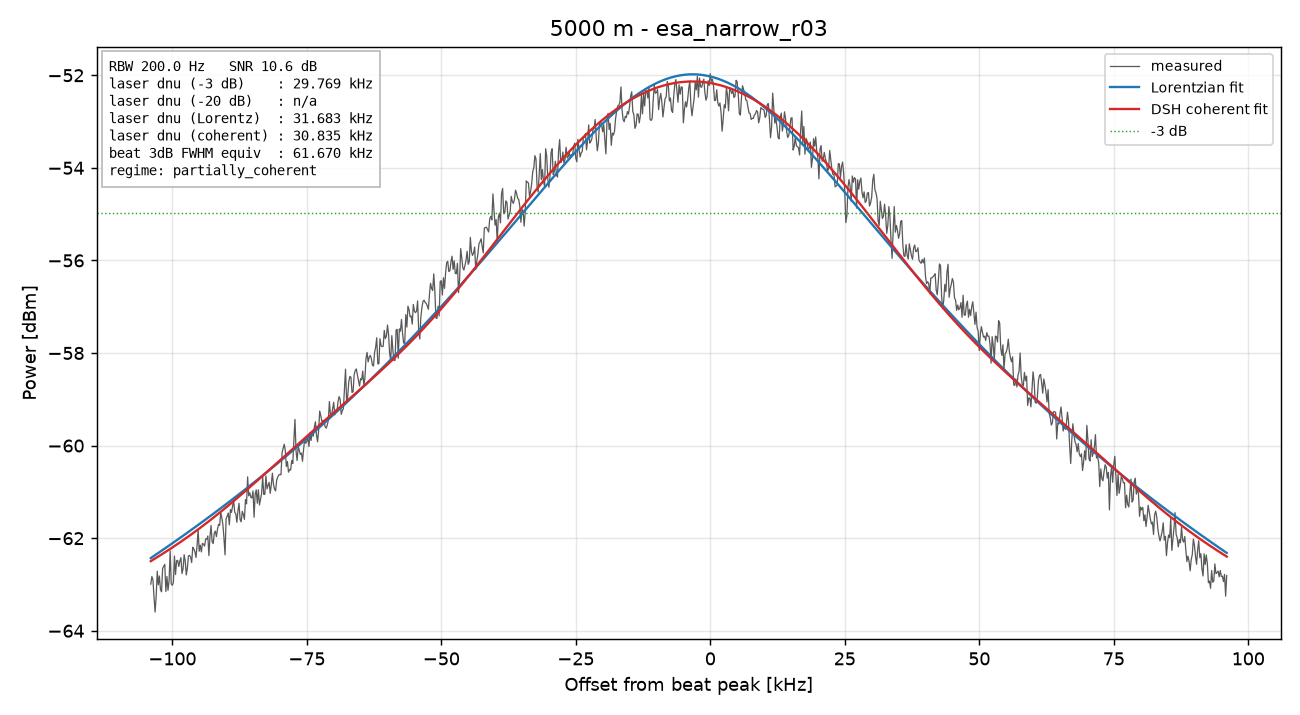 5000 m - esa_narrow_r03
RBW 200.0 Hz   SNR 10.6 dB
laser dnu (-3 dB)    : 29.769 kHz
laser dnu (-20 dB)   : n/a
laser dnu (Lorentz)  : 31.683 kHz
laser dnu (coherent) : 30.835 kHz
beat 3dB FWHM equiv  : 61.670 kHz
regime: partially_coherent
measured
Lorentzian fit
DSH coherent fit
-3 dB
Power [dBm]
−52
−54
−56
−58
−60
−62
−64
−100
−75
−50
−25
0
25
50
75
100
Offset from beat peak [kHz]